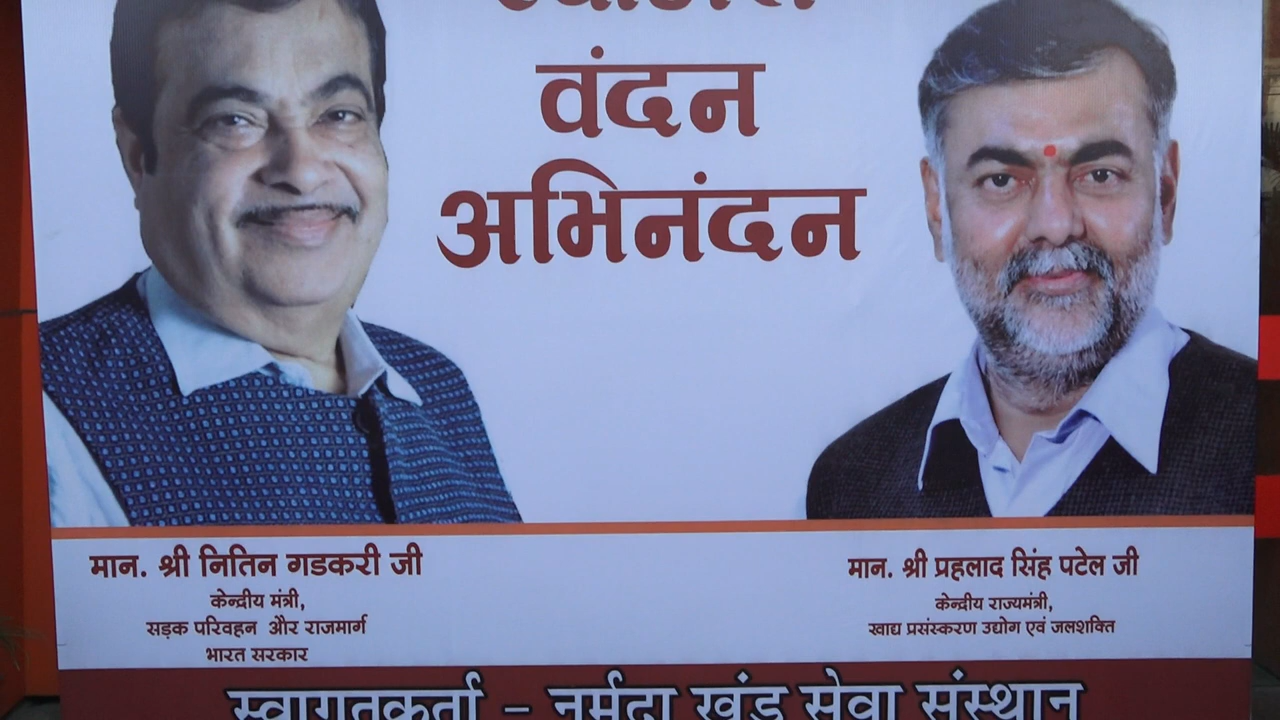 वंदन
अभिनंदन
मान. श्री नितिन गडकरी जी
केन्द्रीय मंत्री,
सड़क परिवहन और राजमार्ग
भारत सरकार
मान. श्री प्रहलाद सिंह पटेल जी
केन्द्रीय राज्यमंत्री,
खाद्य प्रसंस्करण उद्योग एवं जलशक्ति
स्वागतकर्ता - नर्मदा खंड सेवा संस्थान